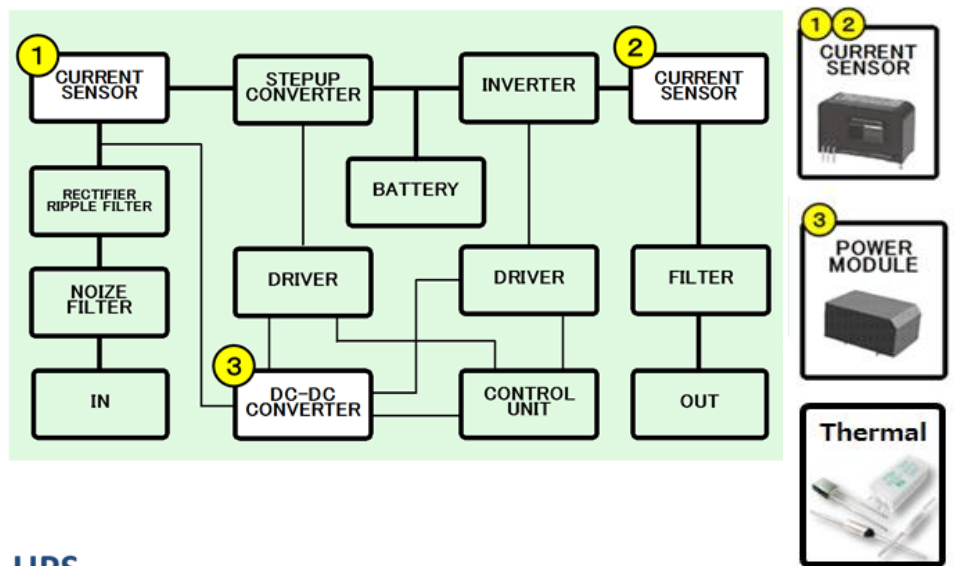 1
CURRENT
SENSOR
STEPUP
CONVERTER
INVERTER
2
CURRENT
SENSOR
RECTIFIER
RIPPLE FILTER
BATTERY
NOIZE
FILTER
DRIVER
DRIVER
FILTER
IN
3
DC-DC
CONVERTER
CONTROL
UNIT
OUT
1 2
CURRENT
SENSOR
3
POWER
MODULE
Thermal
UPS